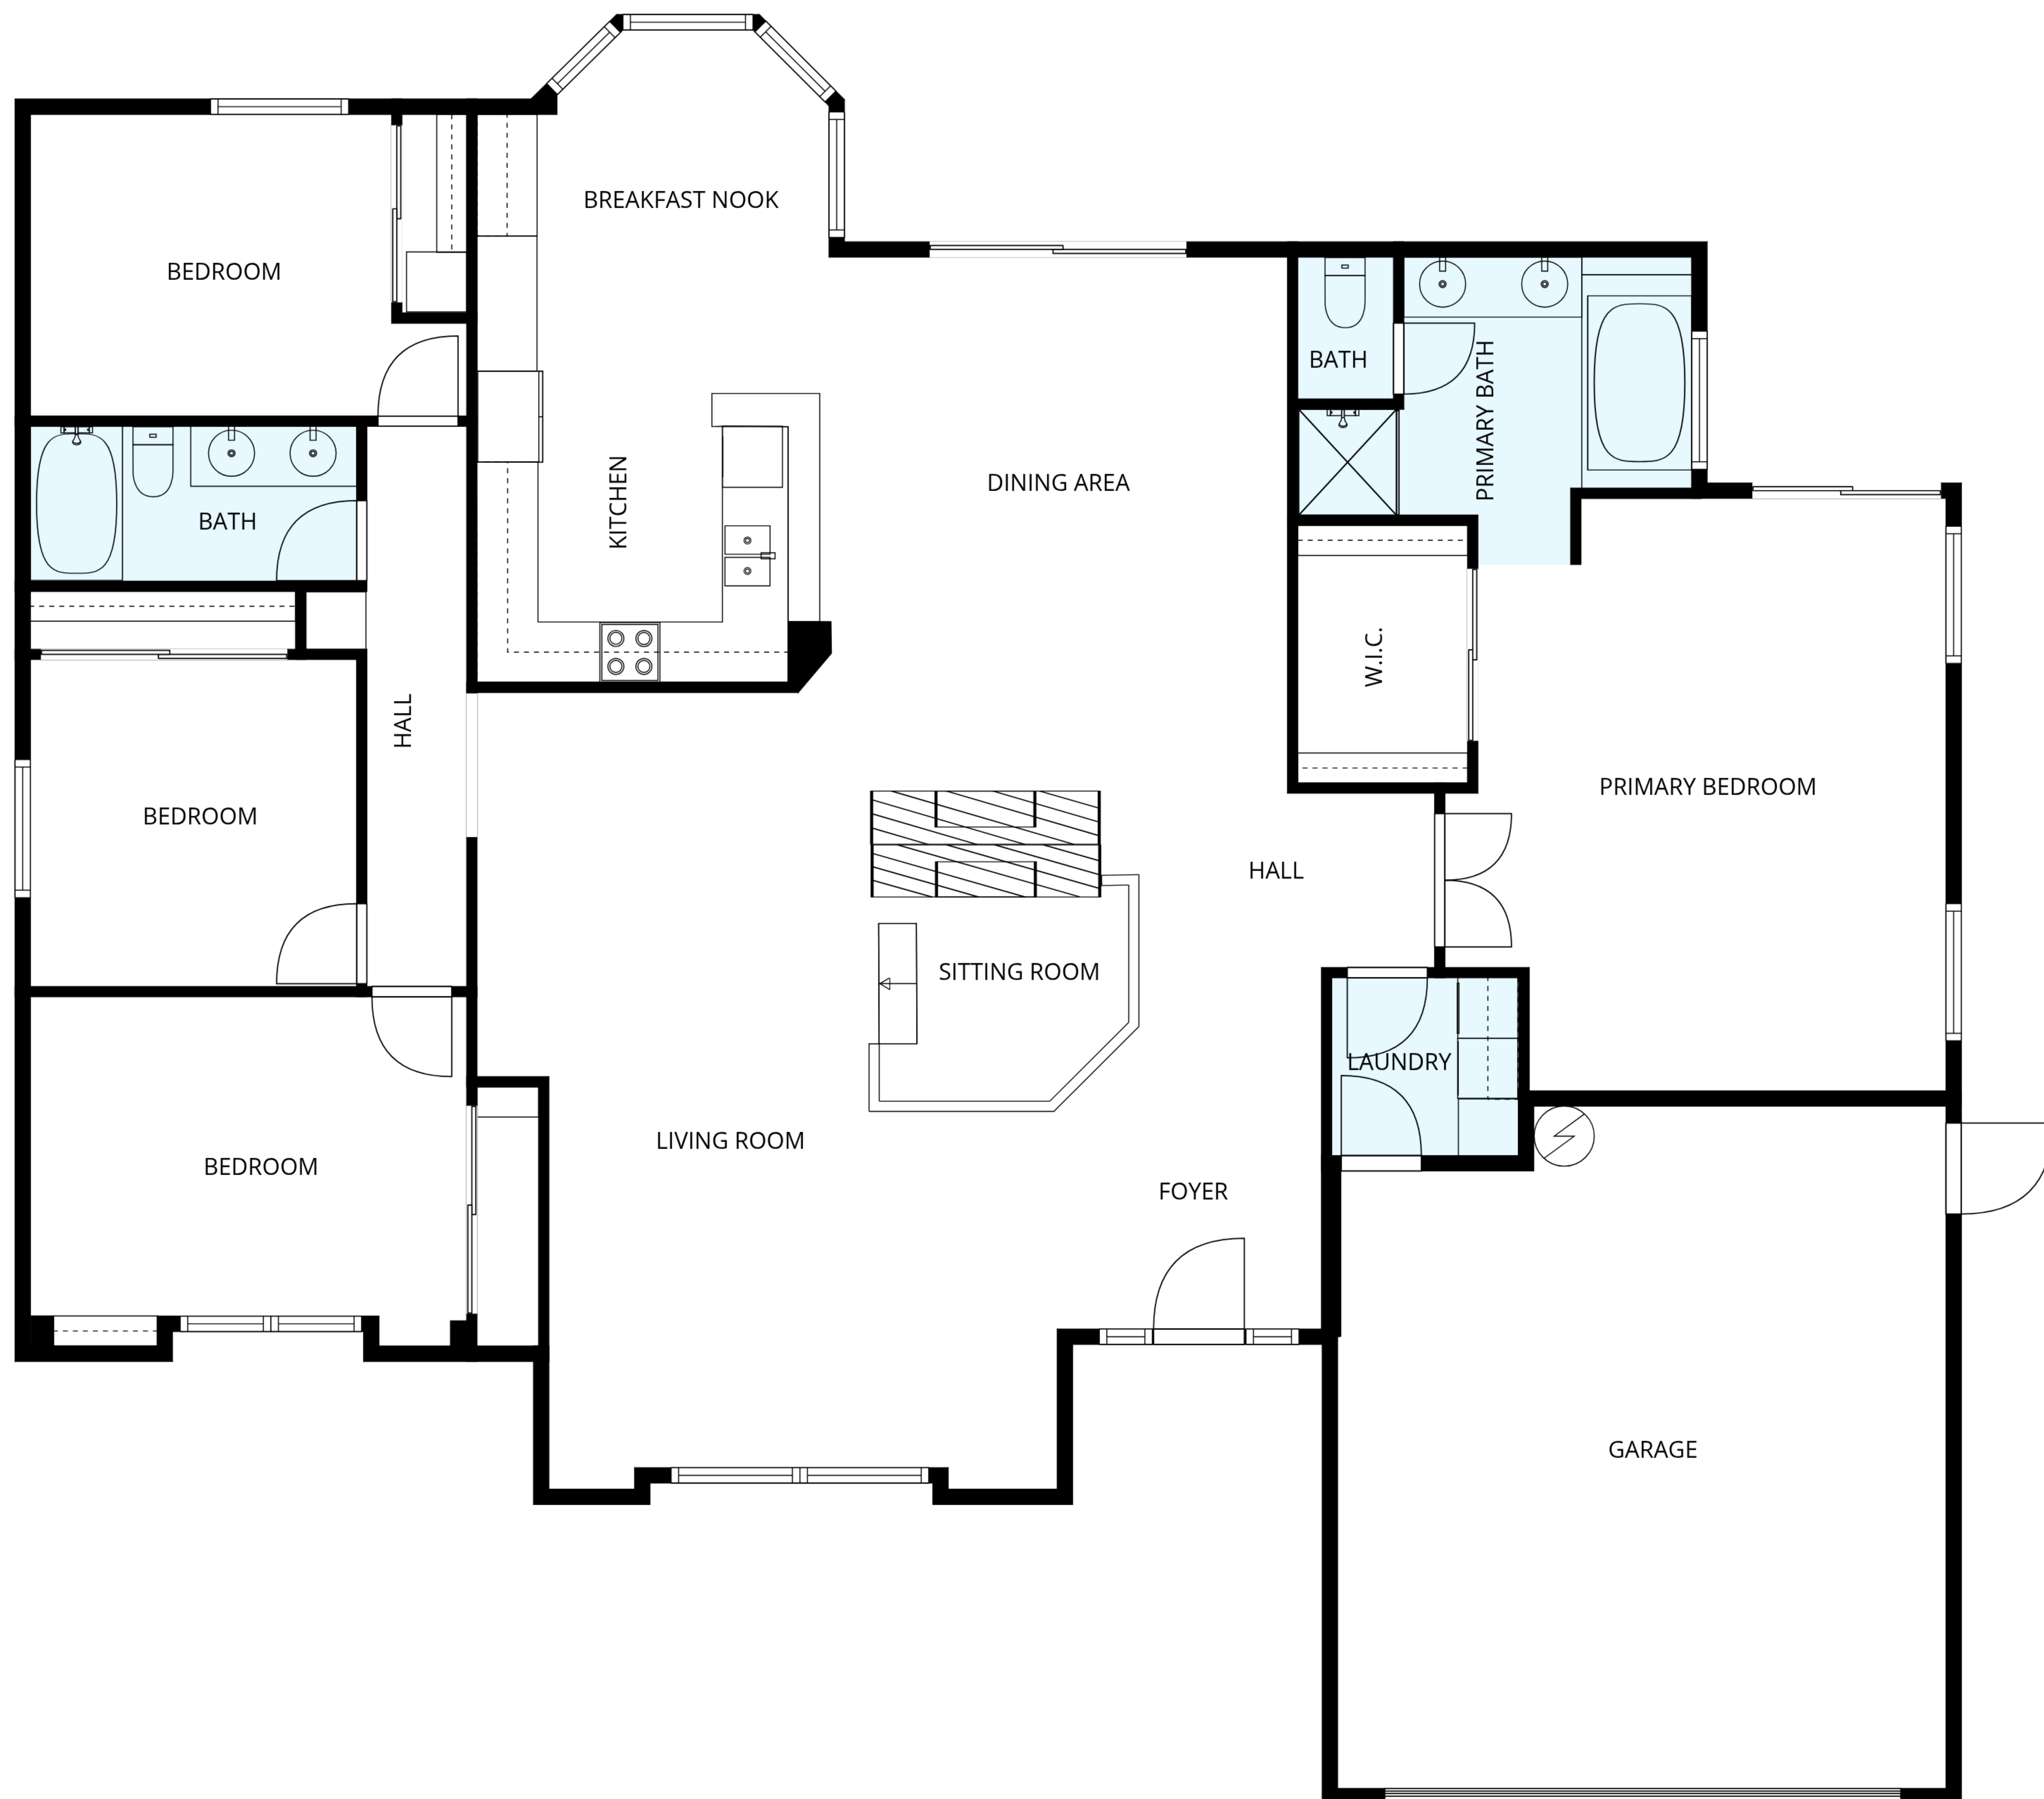 BREAKFAST NOOK
BEDROOM
BATH
PRIMARY BATH
KITCHEN
DINING AREA
BATH
W.I.C.
HALL
PRIMARY BEDROOM
BEDROOM
HALL
SITTING ROOM
LAUNDRY
LIVING ROOM
BEDROOM
FOYER
GARAGE